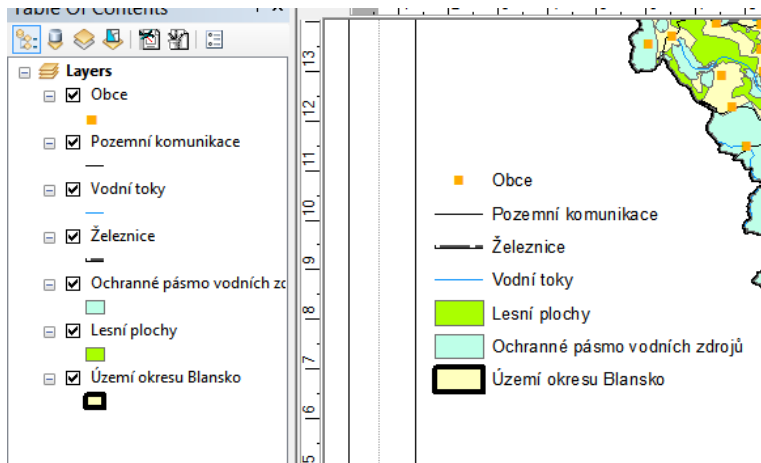 Table Of Contents
Layers
Obce
Pozemní komunikace
Vodní toky
Železnice
Ochranné pásmo vodních
Lesní plochy
Území okresu Blansko
13
12
11
10
9
8
7
6
5
Obce
Pozemní komunikace
Železnice
Vodní toky
Lesní plochy
Ochranné pásmo vodních zdrojů
Území okresu Blansko